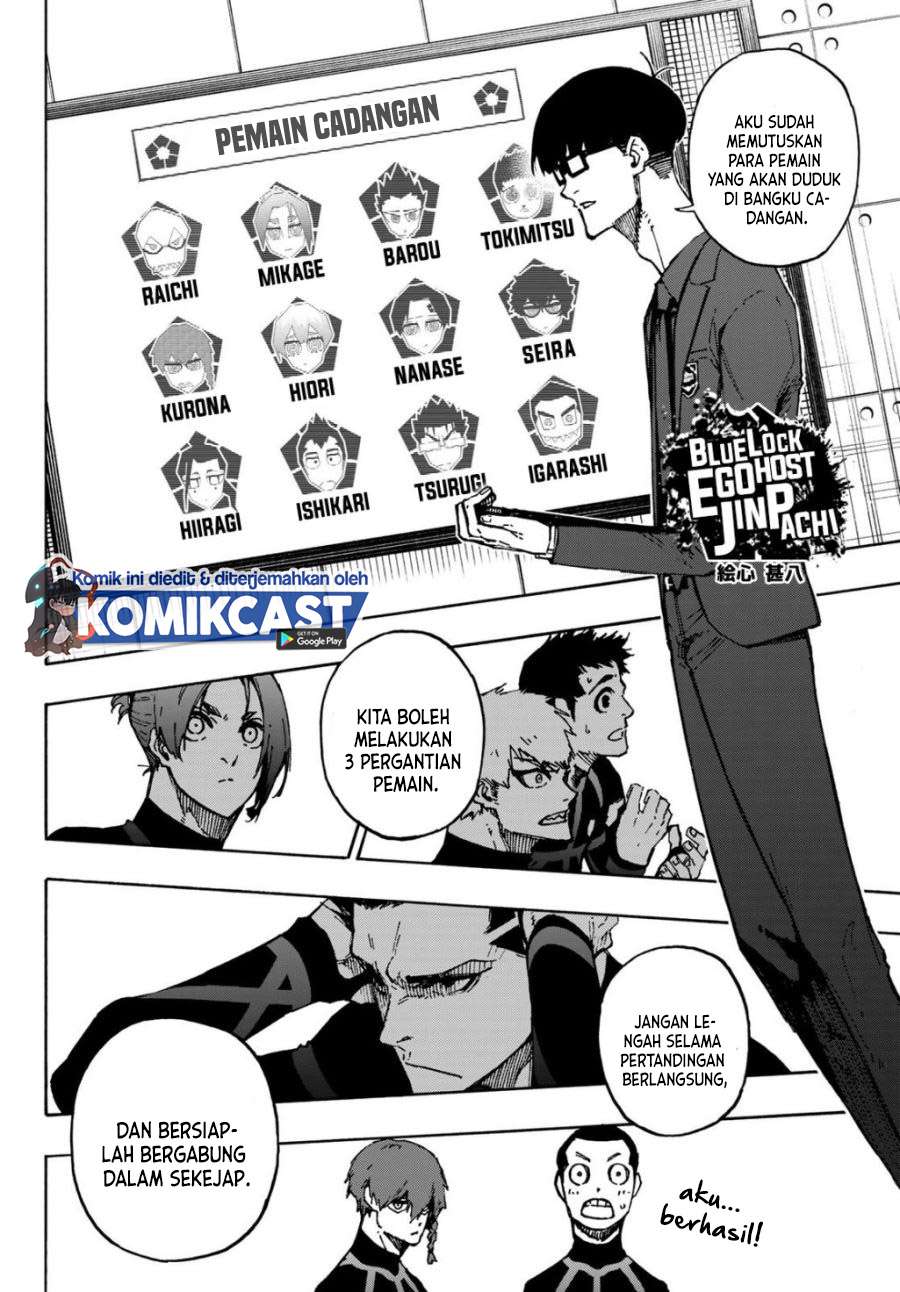 PEMAIN CADANGAN
RAICHI
MIKAGE
BAROU
TOKIMITSU
KURONA
HIORI
NANASE
SEIRA
HIIRAGI
ISHIKARI
TSURUGI
IGARASHI
AKU SUDAH
MEMUTUSKAN
PARA PEMAIN
YANG AKAN DUDUK
DI BANGKU CA-
DANGAN.
BLUELOCK
EGOHOST
JINPACHI
絵心 甚八
Komik ini diedit & diterjemahkan oleh
KOMIKCAST
GET IT ON
Google Play
KITA BOLEH
MELAKUKAN
3 PERGANTIAN
PEMAIN.
JANGAN LE-
NGAH SELAMA
PERTANDINGAN
BERLANGSUNG,
DAN BERSIAP-
LAH BERGABUNG
DALAM SEKEJAP.
aku...
berhasil!